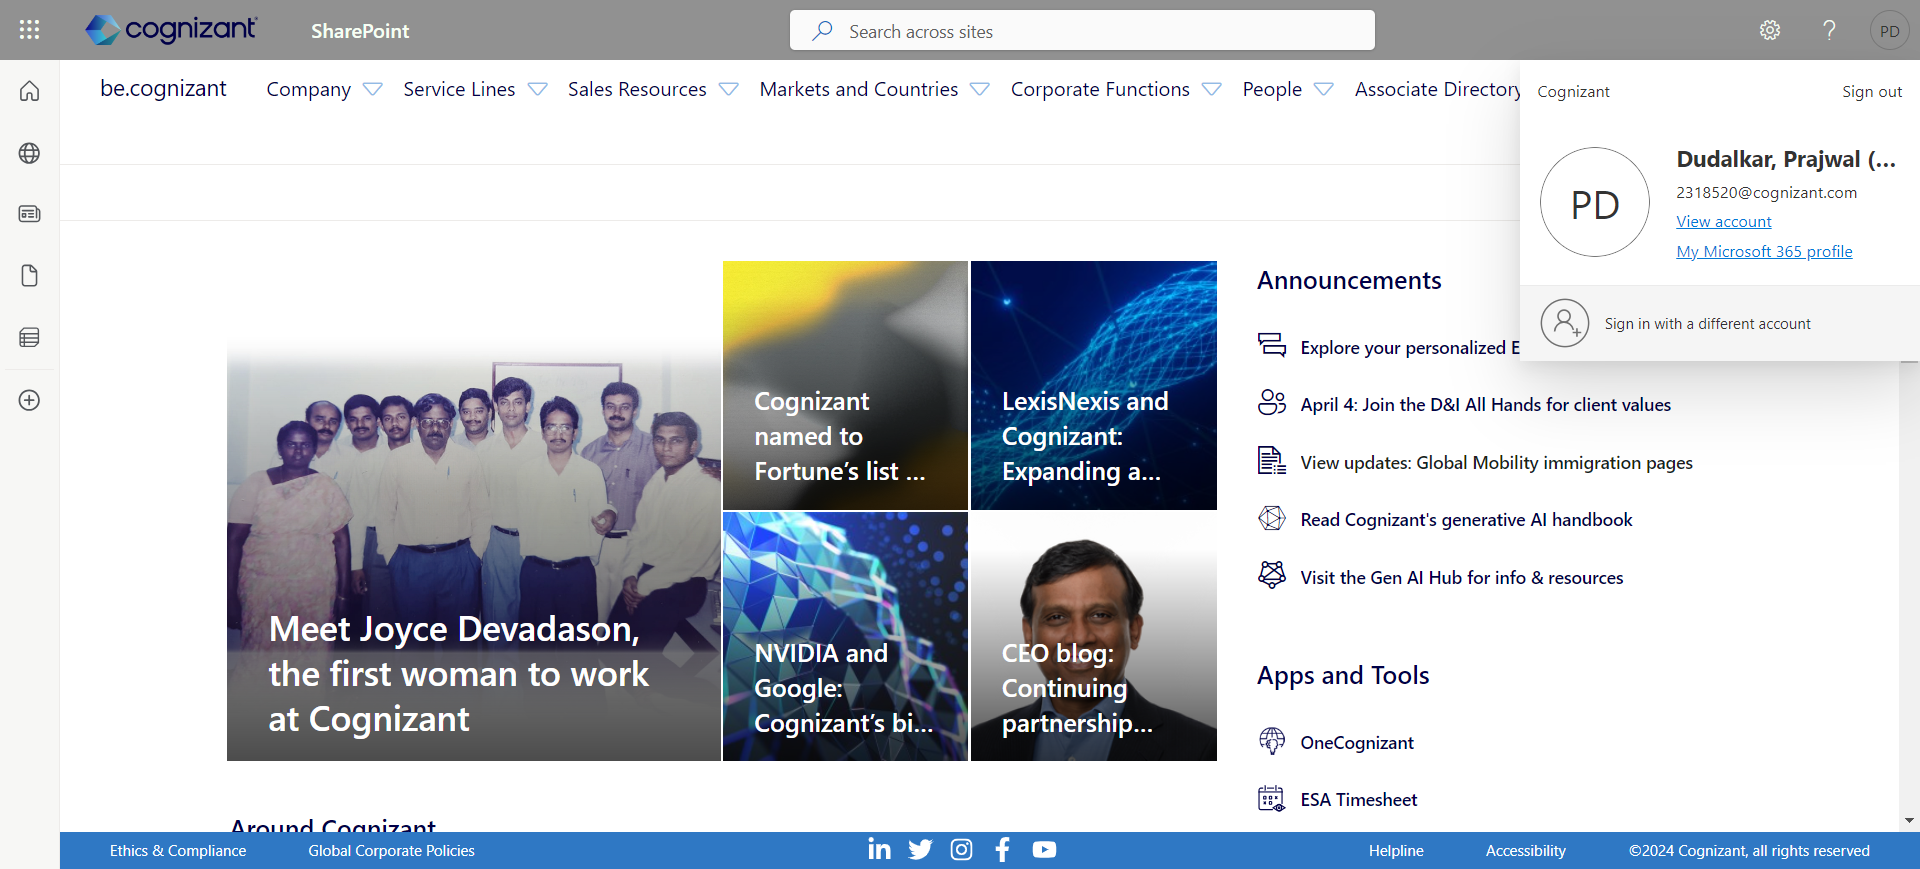 cognizant
SharePoint
Search across sites
PD
be.cognizant
Company
Service Lines
Sales Resources
Markets and Countries
Corporate Functions
People
Associate Directory
Cognizant
Sign out
PD
Dudalkar, Prajwal (...
2318520@cognizant.com
View account
My Microsoft 365 profile
Sign in with a different account
Meet Joyce Devadason,
the first woman to work
at Cognizant
Cognizant
named to
Fortune’s list ...
LexisNexis and
Cognizant:
Expanding a...
NVIDIA and
Google:
Cognizant’s bi...
CEO blog:
Continuing
partnership...
Announcements
Explore your personalized E
April 4: Join the D&I All Hands for client values
View updates: Global Mobility immigration pages
Read Cognizant's generative AI handbook
Visit the Gen AI Hub for info & resources
Apps and Tools
OneCognizant
ESA Timesheet
Around Cognizant
Ethics & Compliance
Global Corporate Policies
Helpline
Accessibility
©2024 Cognizant, all rights reserved